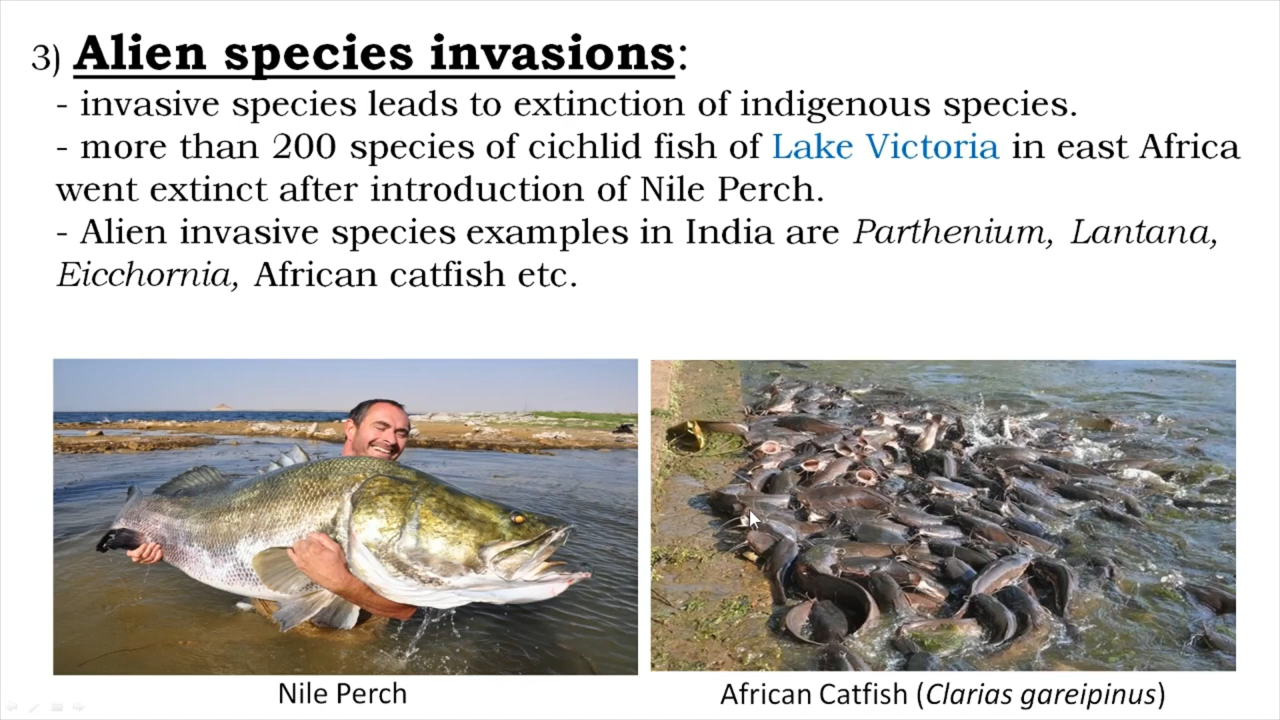 3) Alien species invasions:
- invasive species leads to extinction of indigenous species.
- more than 200 species of cichlid fish of Lake Victoria in east Africa
went extinct after introduction of Nile Perch.
- Alien invasive species examples in India are Parthenium, Lantana,
Eicchornia, African catfish etc.
Nile Perch
African Catfish (Clarias gareipinus)